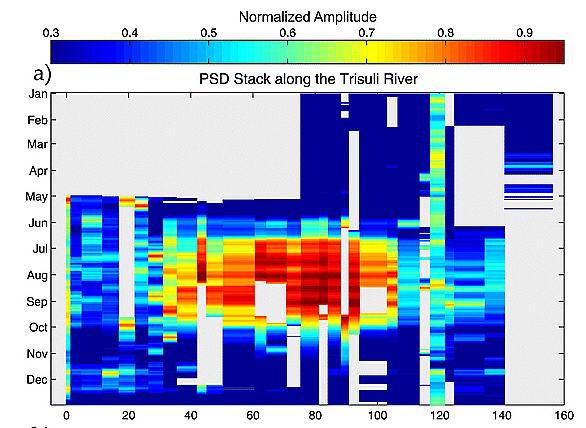 Normalized Amplitude
0.3 0.4 0.5 0.6 0.7 0.8 0.9
a)
PSD Stack along the Trisuli River
Jan
Feb
Mar
Apr
May
Jun
Jul
Aug
Sep
Oct
Nov
Dec
0 20 40 60 80 100 120 140 160